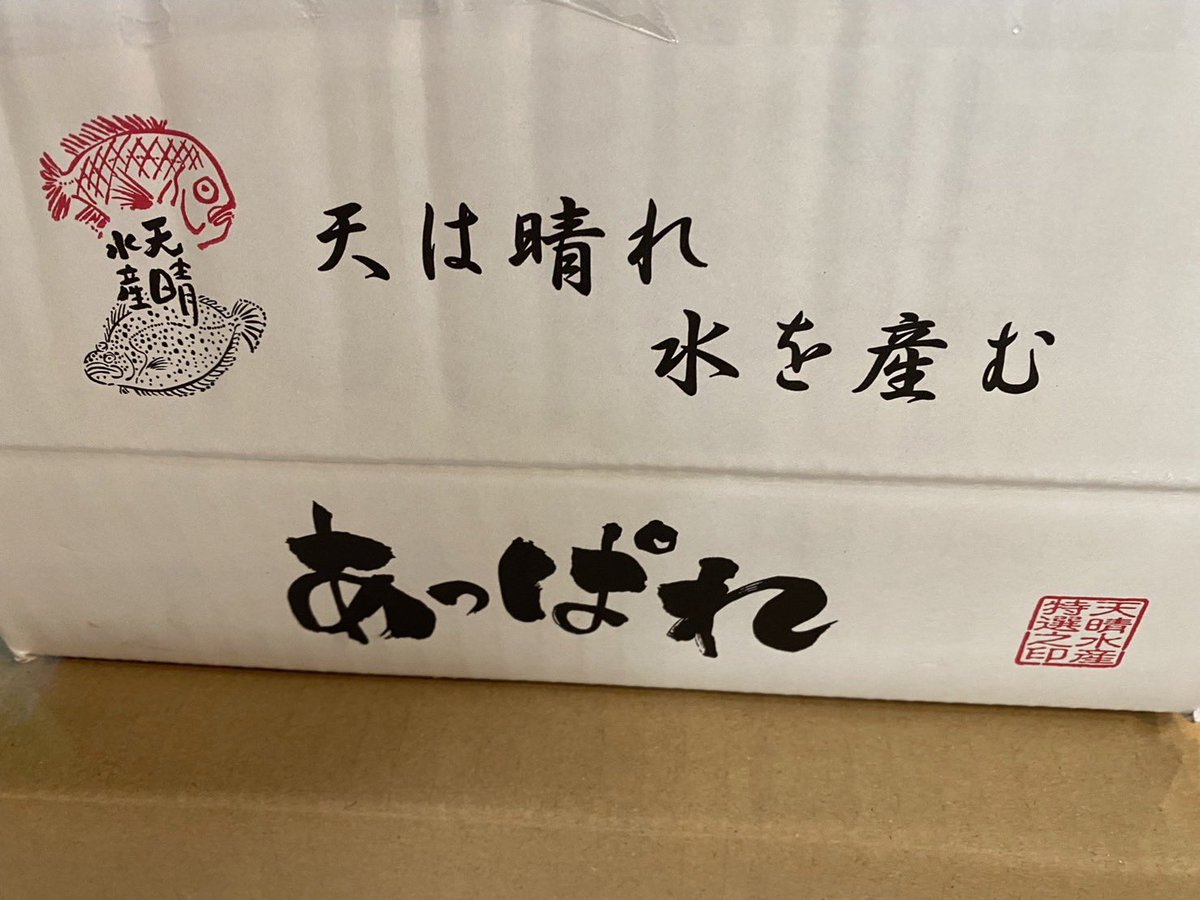 天晴
水産
天は晴れ
水を産む
あっぱれ
天晴水産
特選之印